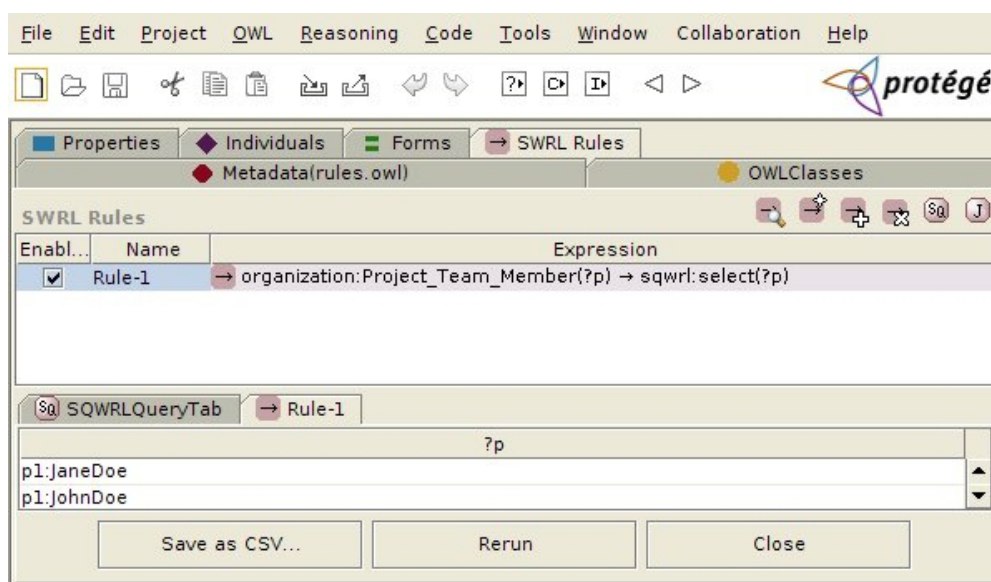 File Edit Project OWL Reasoning Code Tools Window Collaboration Help
? C I protégé
Properties Individuals Forms → SWRL Rules
Metadata(rules.owl) OWLClasses
SWRL Rules SQ J
Enabl... Name Expression
Rule-1 → organization:Project_Team_Member(?p) → sqwrl:select(?p)
SQ SQWRLQueryTab → Rule-1
?p
p1:JaneDoe
p1:JohnDoe
Save as CSV... Rerun Close